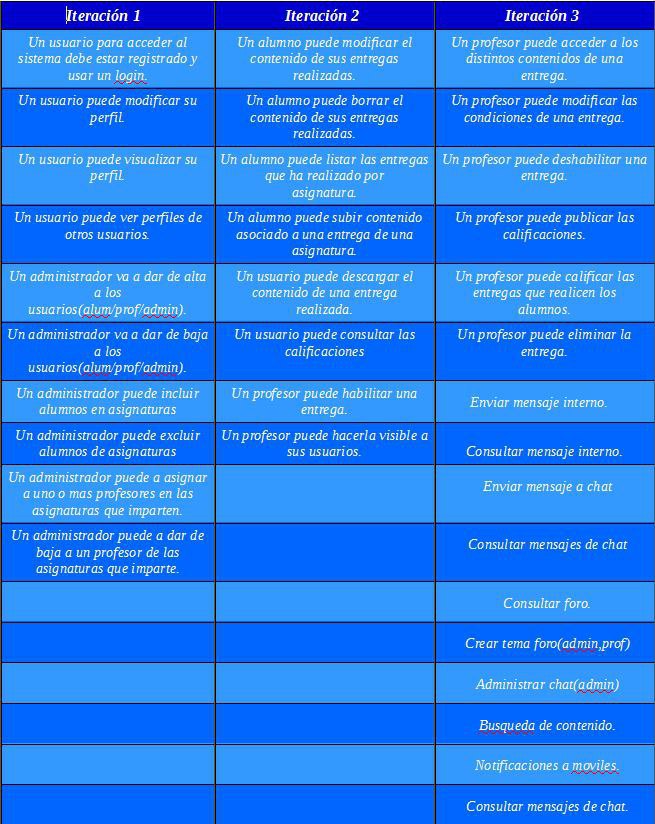 Iteración 1
Iteración 2
Iteración 3
Un usuario para acceder al
sistema debe estar registrado y
usar un login.
Un alumno puede modificar el
contenido de sus entregas
realizadas.
Un profesor puede acceder a los
distintos contenidos de una
entrega.
Un usuario puede modificar su
perfil.
Un alumno puede borrar el
contenido de sus entregas
realizadas.
Un profesor puede modificar las
condiciones de una entrega.
Un usuario puede visualizar su
perfil.
Un alumno puede listar las entregas
que ha realizado por
asignatura.
Un profesor puede deshabilitar una
entrega.
Un usuario puede ver perfiles de
otros usuarios.
Un alumno puede subir contenido
asociado a una entrega de una
asignatura.
Un profesor puede publicar las
calificaciones.
Un administrador va a dar de alta
a los
usuarios(alum/prof/admin).
Un usuario puede descargar el
contenido de una entrega
realizada.
Un profesor puede calificar las
entregas que realicen los
alumnos.
Un administrador va a dar de baja
a los
usuarios(alum/prof/admin).
Un usuario puede consultar las
calificaciones
Un profesor puede eliminar la
entrega.
Un administrador puede incluir
alumnos en asignaturas
Un profesor puede habilitar una
entrega.
Enviar mensaje interno.
Un administrador puede excluir
alumnos de asignaturas
Un profesor puede hacerla visible a
sus usuarios.
Consultar mensaje interno.
Un administrador puede a asignar
a uno o mas profesores en las
asignaturas que imparten.
Enviar mensaje a chat
Un administrador puede a dar de
baja a un profesor de las
asignaturas que imparte.
Consultar mensajes de chat
Consultar foro.
Crear tema foro(admin,prof)
Administrar chat(admin)
Busqueda de contenido.
Notificaciones a moviles.
Consultar mensajes de chat.